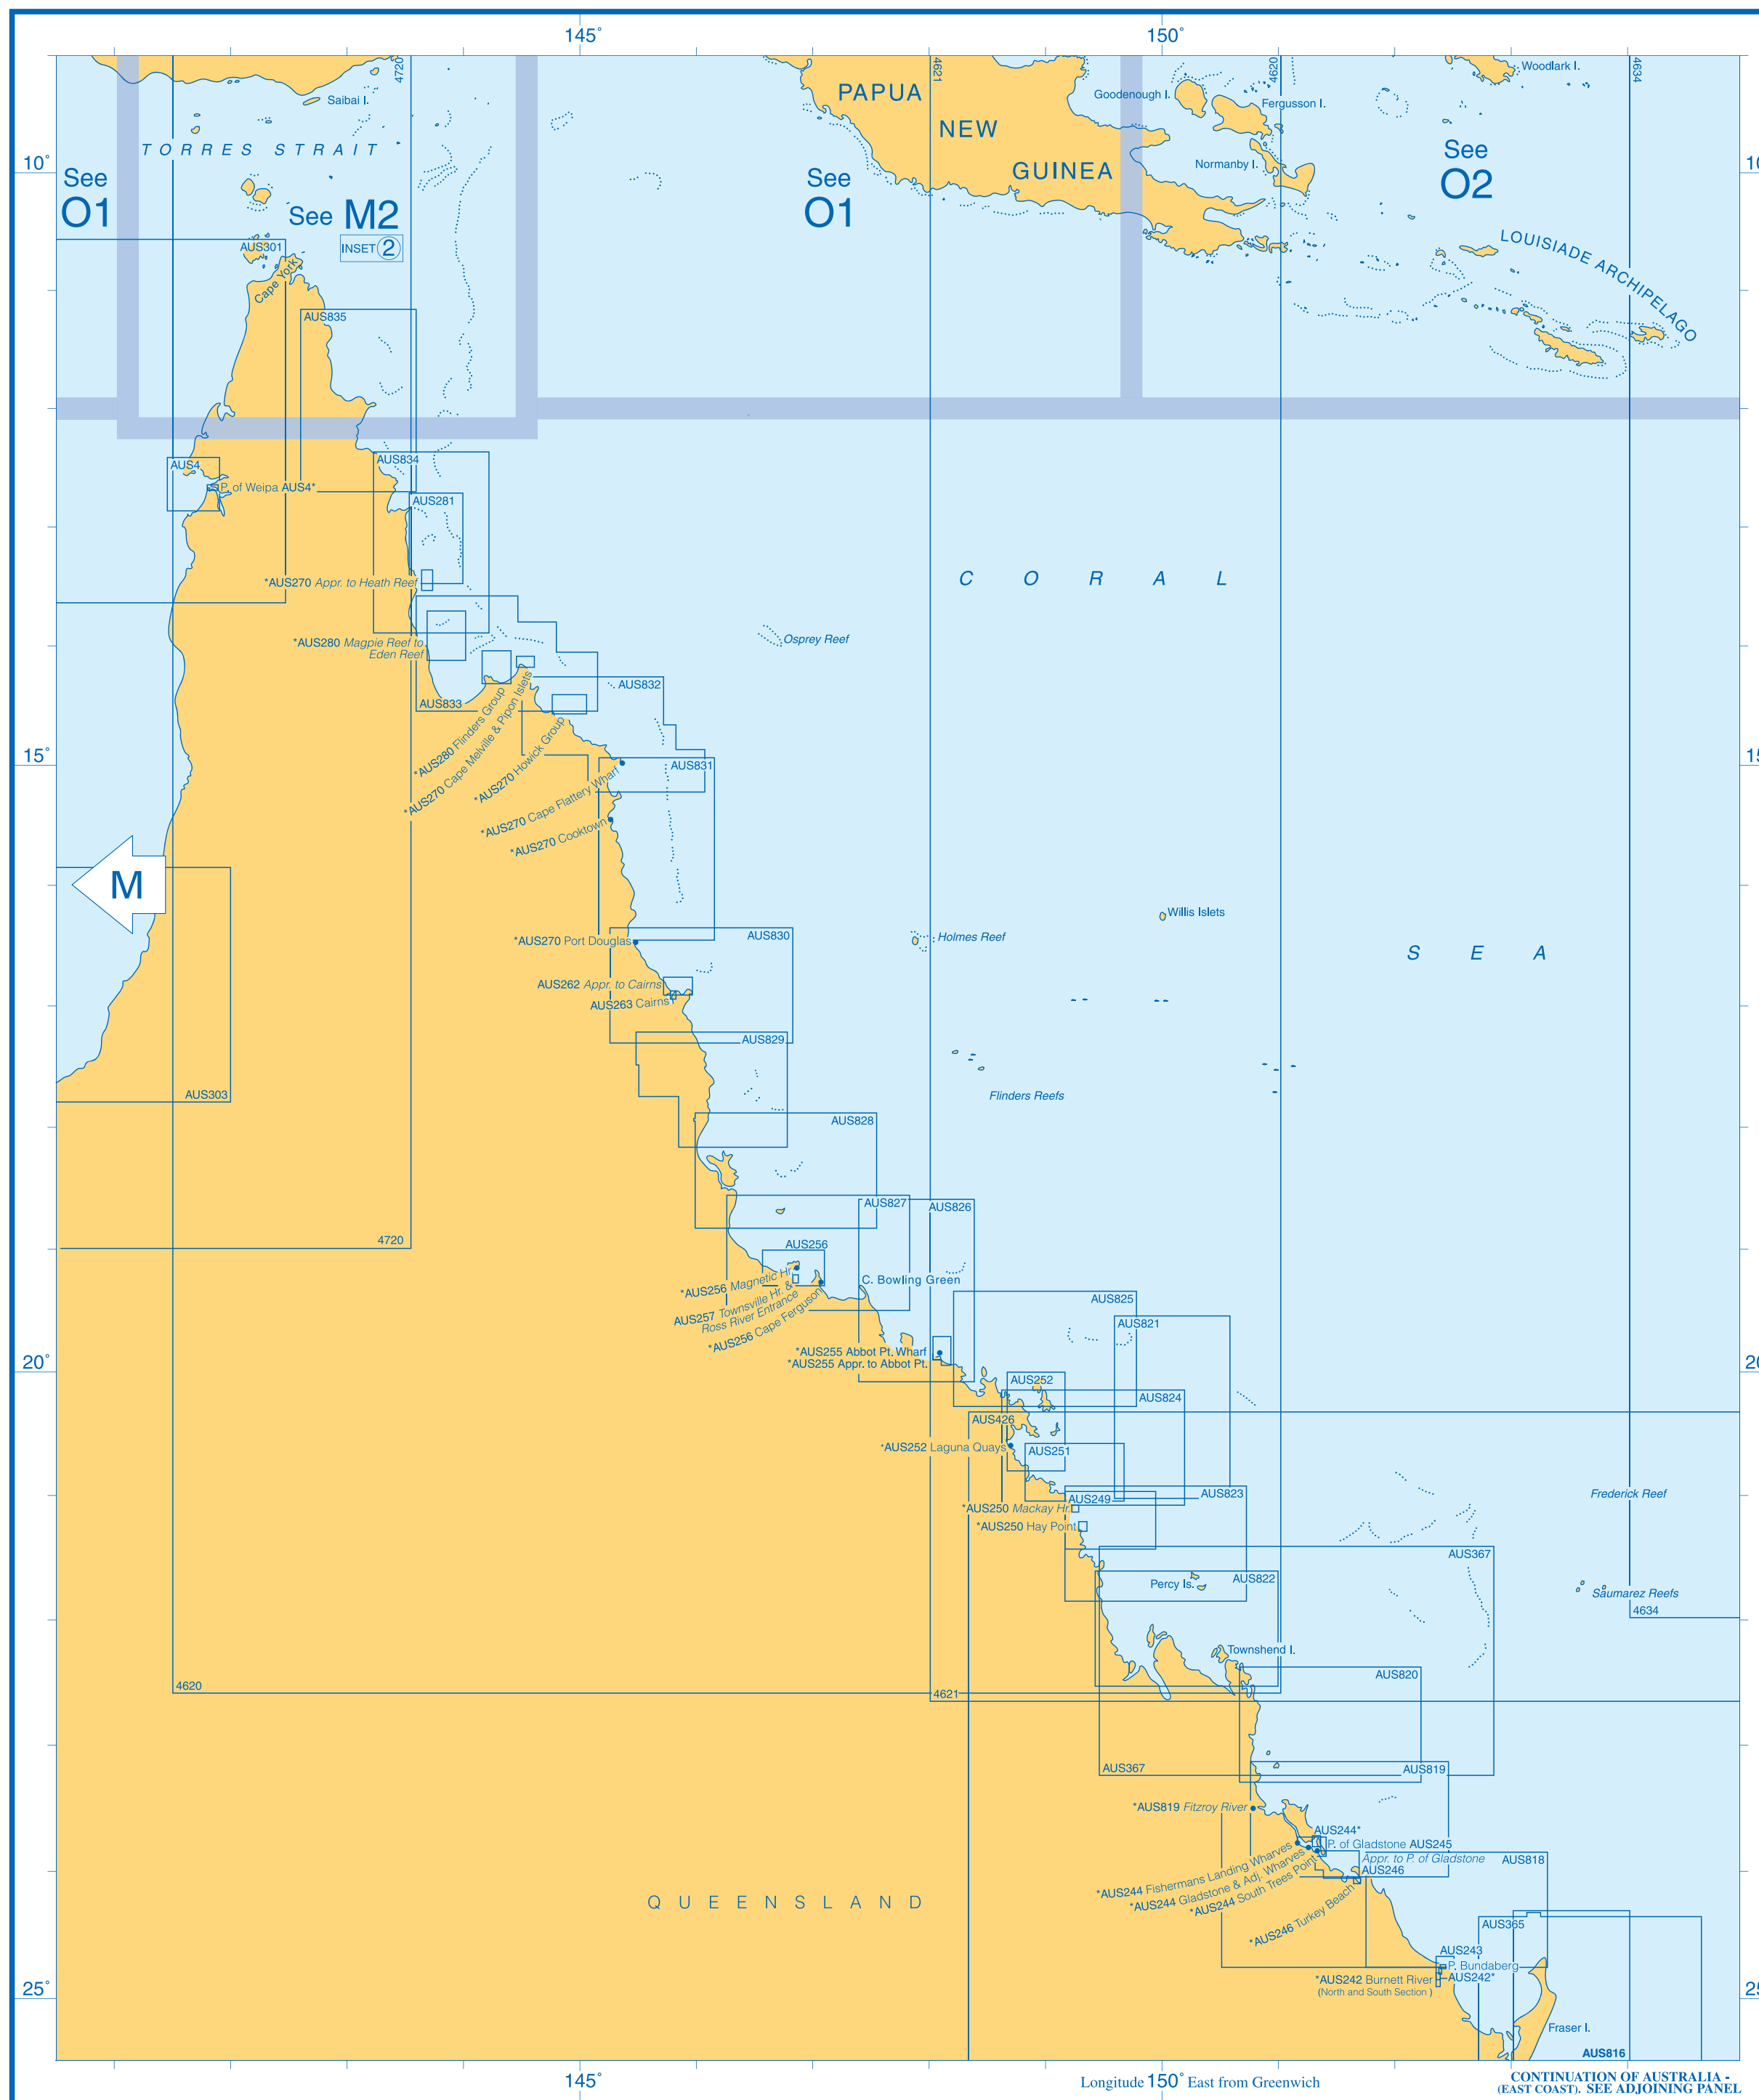 145°
150°
4720
4621
4620
4634
Woodlark I.
Saibai I.
PAPUA
NEW
GUINEA
Goodenough I.
Fergusson I.
Normanby I.
TORRES STRAIT
10°
10
See
O1
See M2
INSET 2
See
O1
See
O2
LOUISIADE ARCHIPELAGO
AUS301
Cape York
AUS835
AUS834
AUS4
P. of Weipa AUS4*
AUS281
*AUS270 Appr. to Heath Reef
CORAL
Osprey Reef
*AUS280 Magpie Reef to
Eden Reef
AUS833
AUS832
*AUS280 Flinders Group
*AUS270 Cape Melville & Pipon Islets
*AUS270 Howick Group
15°
15
AUS831
*AUS270 Cape Flattery Wharf
*AUS270 Cooktown
M
Willis Islets
*AUS270 Port Douglas
AUS830
Holmes Reef
SEA
AUS262 Appr. to Cairns
AUS263 Cairns
AUS829
AUS303
Flinders Reefs
AUS828
AUS827
AUS826
4720
AUS256
*AUS256 Magnetic Hr.
AUS257 Townsville Hr. &
Ross River Entrance
*AUS256 Cape Ferguson
C. Bowling Green
AUS825
AUS821
*AUS255 Abbot Pt. Wharf
*AUS255 Appr. to Abbot Pt.
20°
20
AUS252
AUS824
AUS426
*AUS252 Laguna Quays
AUS251
AUS823
AUS249
*AUS250 Mackay Hr.
*AUS250 Hay Point
Frederick Reef
AUS367
Percy Is.
AUS822
Saumarez Reefs
4634
Townshend I.
AUS820
4620
4621
AUS367
AUS819
*AUS819 Fitzroy River
AUS244*
P. of Gladstone AUS245
Appr. to P. of Gladstone
AUS246
AUS818
*AUS244 Fishermans Landing Wharves
*AUS244 Gladstone & Adj. Wharves
*AUS244 South Trees Point
*AUS246 Turkey Beach
QUEENSLAND
AUS365
AUS243
P. Bundaberg
*AUS242 Burnett River
AUS242*
(North and South Section )
25°
25
Fraser I.
AUS816
145°
Longitude 150° East from Greenwich
CONTINUATION OF AUSTRALIA -
(EAST COAST). SEE ADJOINING PANEL